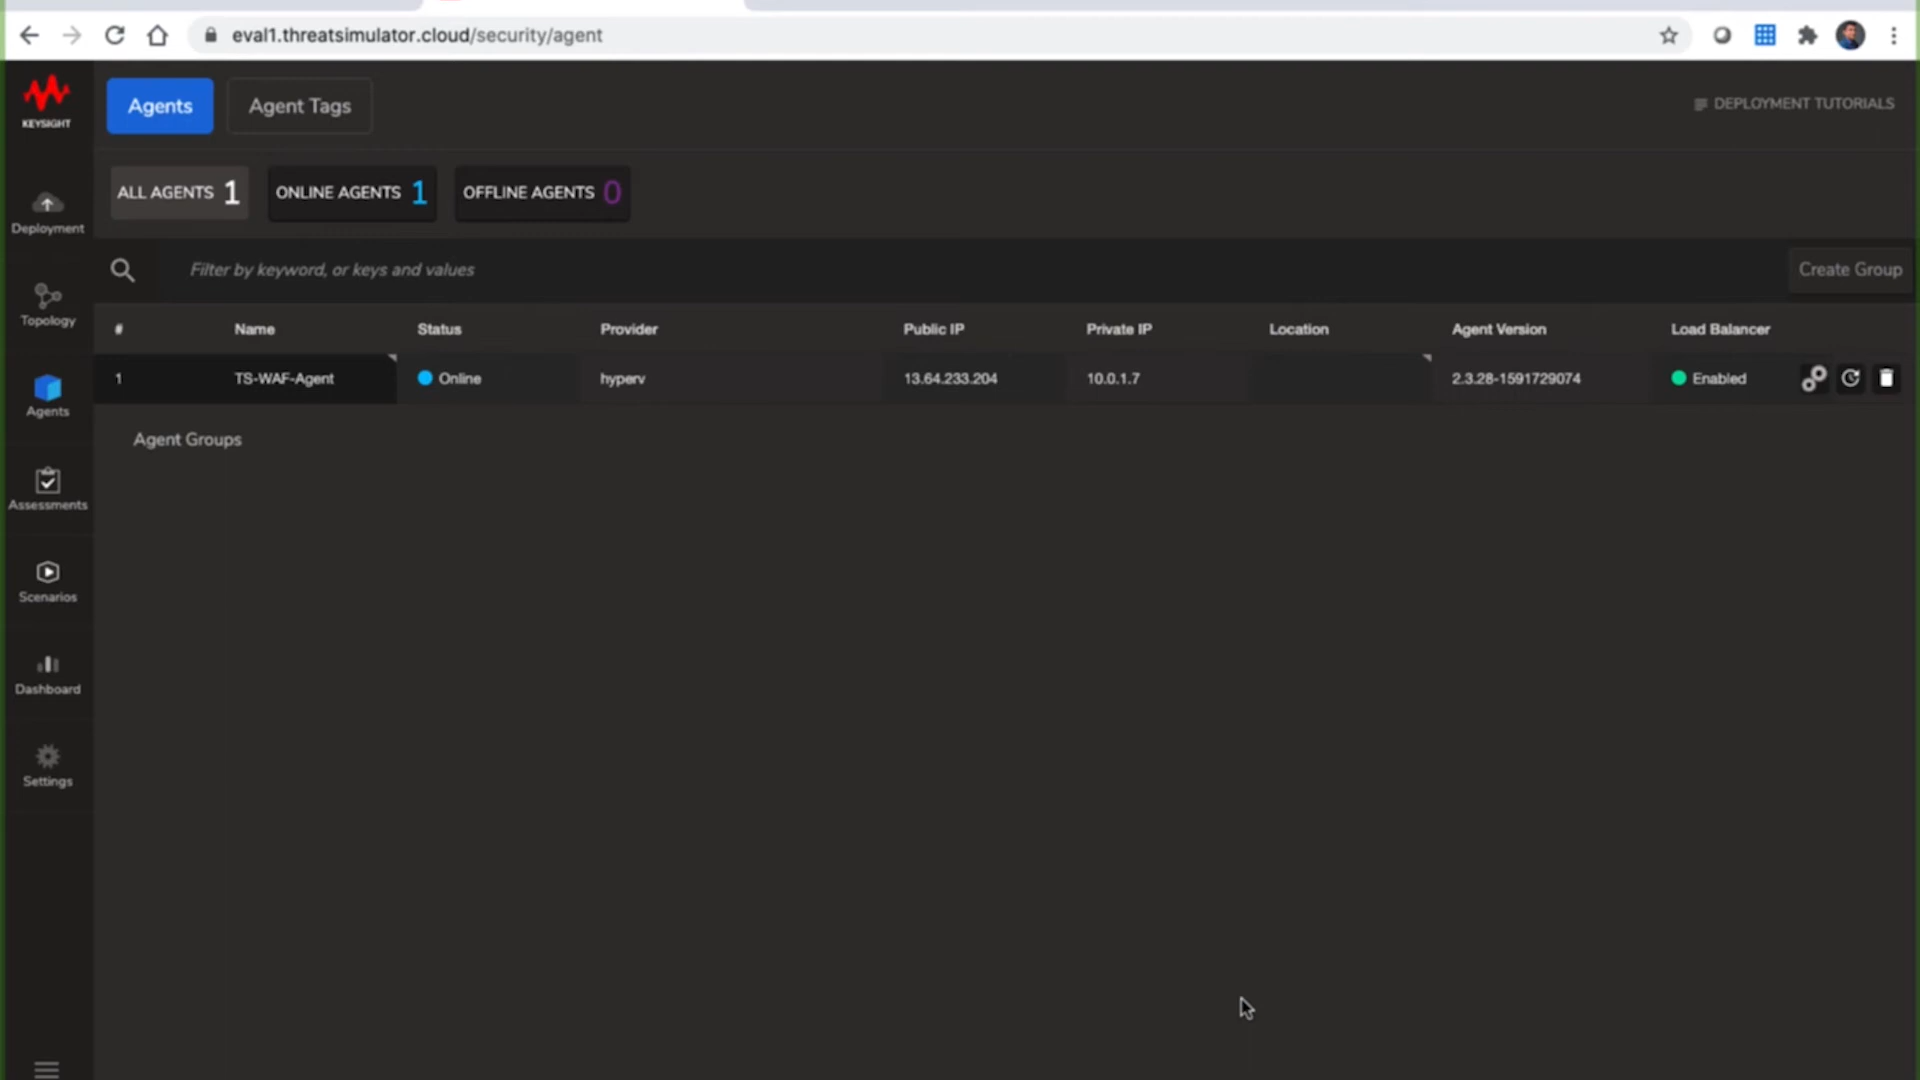 eval1.threatsimulator.cloud/security/agent
KEYSIGHT
Agents
Agent Tags
DEPLOYMENT TUTORIALS
ALL AGENTS 1
ONLINE AGENTS 1
OFFLINE AGENTS 0
Deployment
Filter by keyword, or keys and values
Create Group
Topology
# Name Status Provider Public IP Private IP Location Agent Version Load Balancer
1 TS-WAF-Agent Online hyperv 13.64.233.204 10.0.1.7 2.3.28-1591729074 Enabled
Agents
Agent Groups
Assessments
Scenarios
Dashboard
Settings